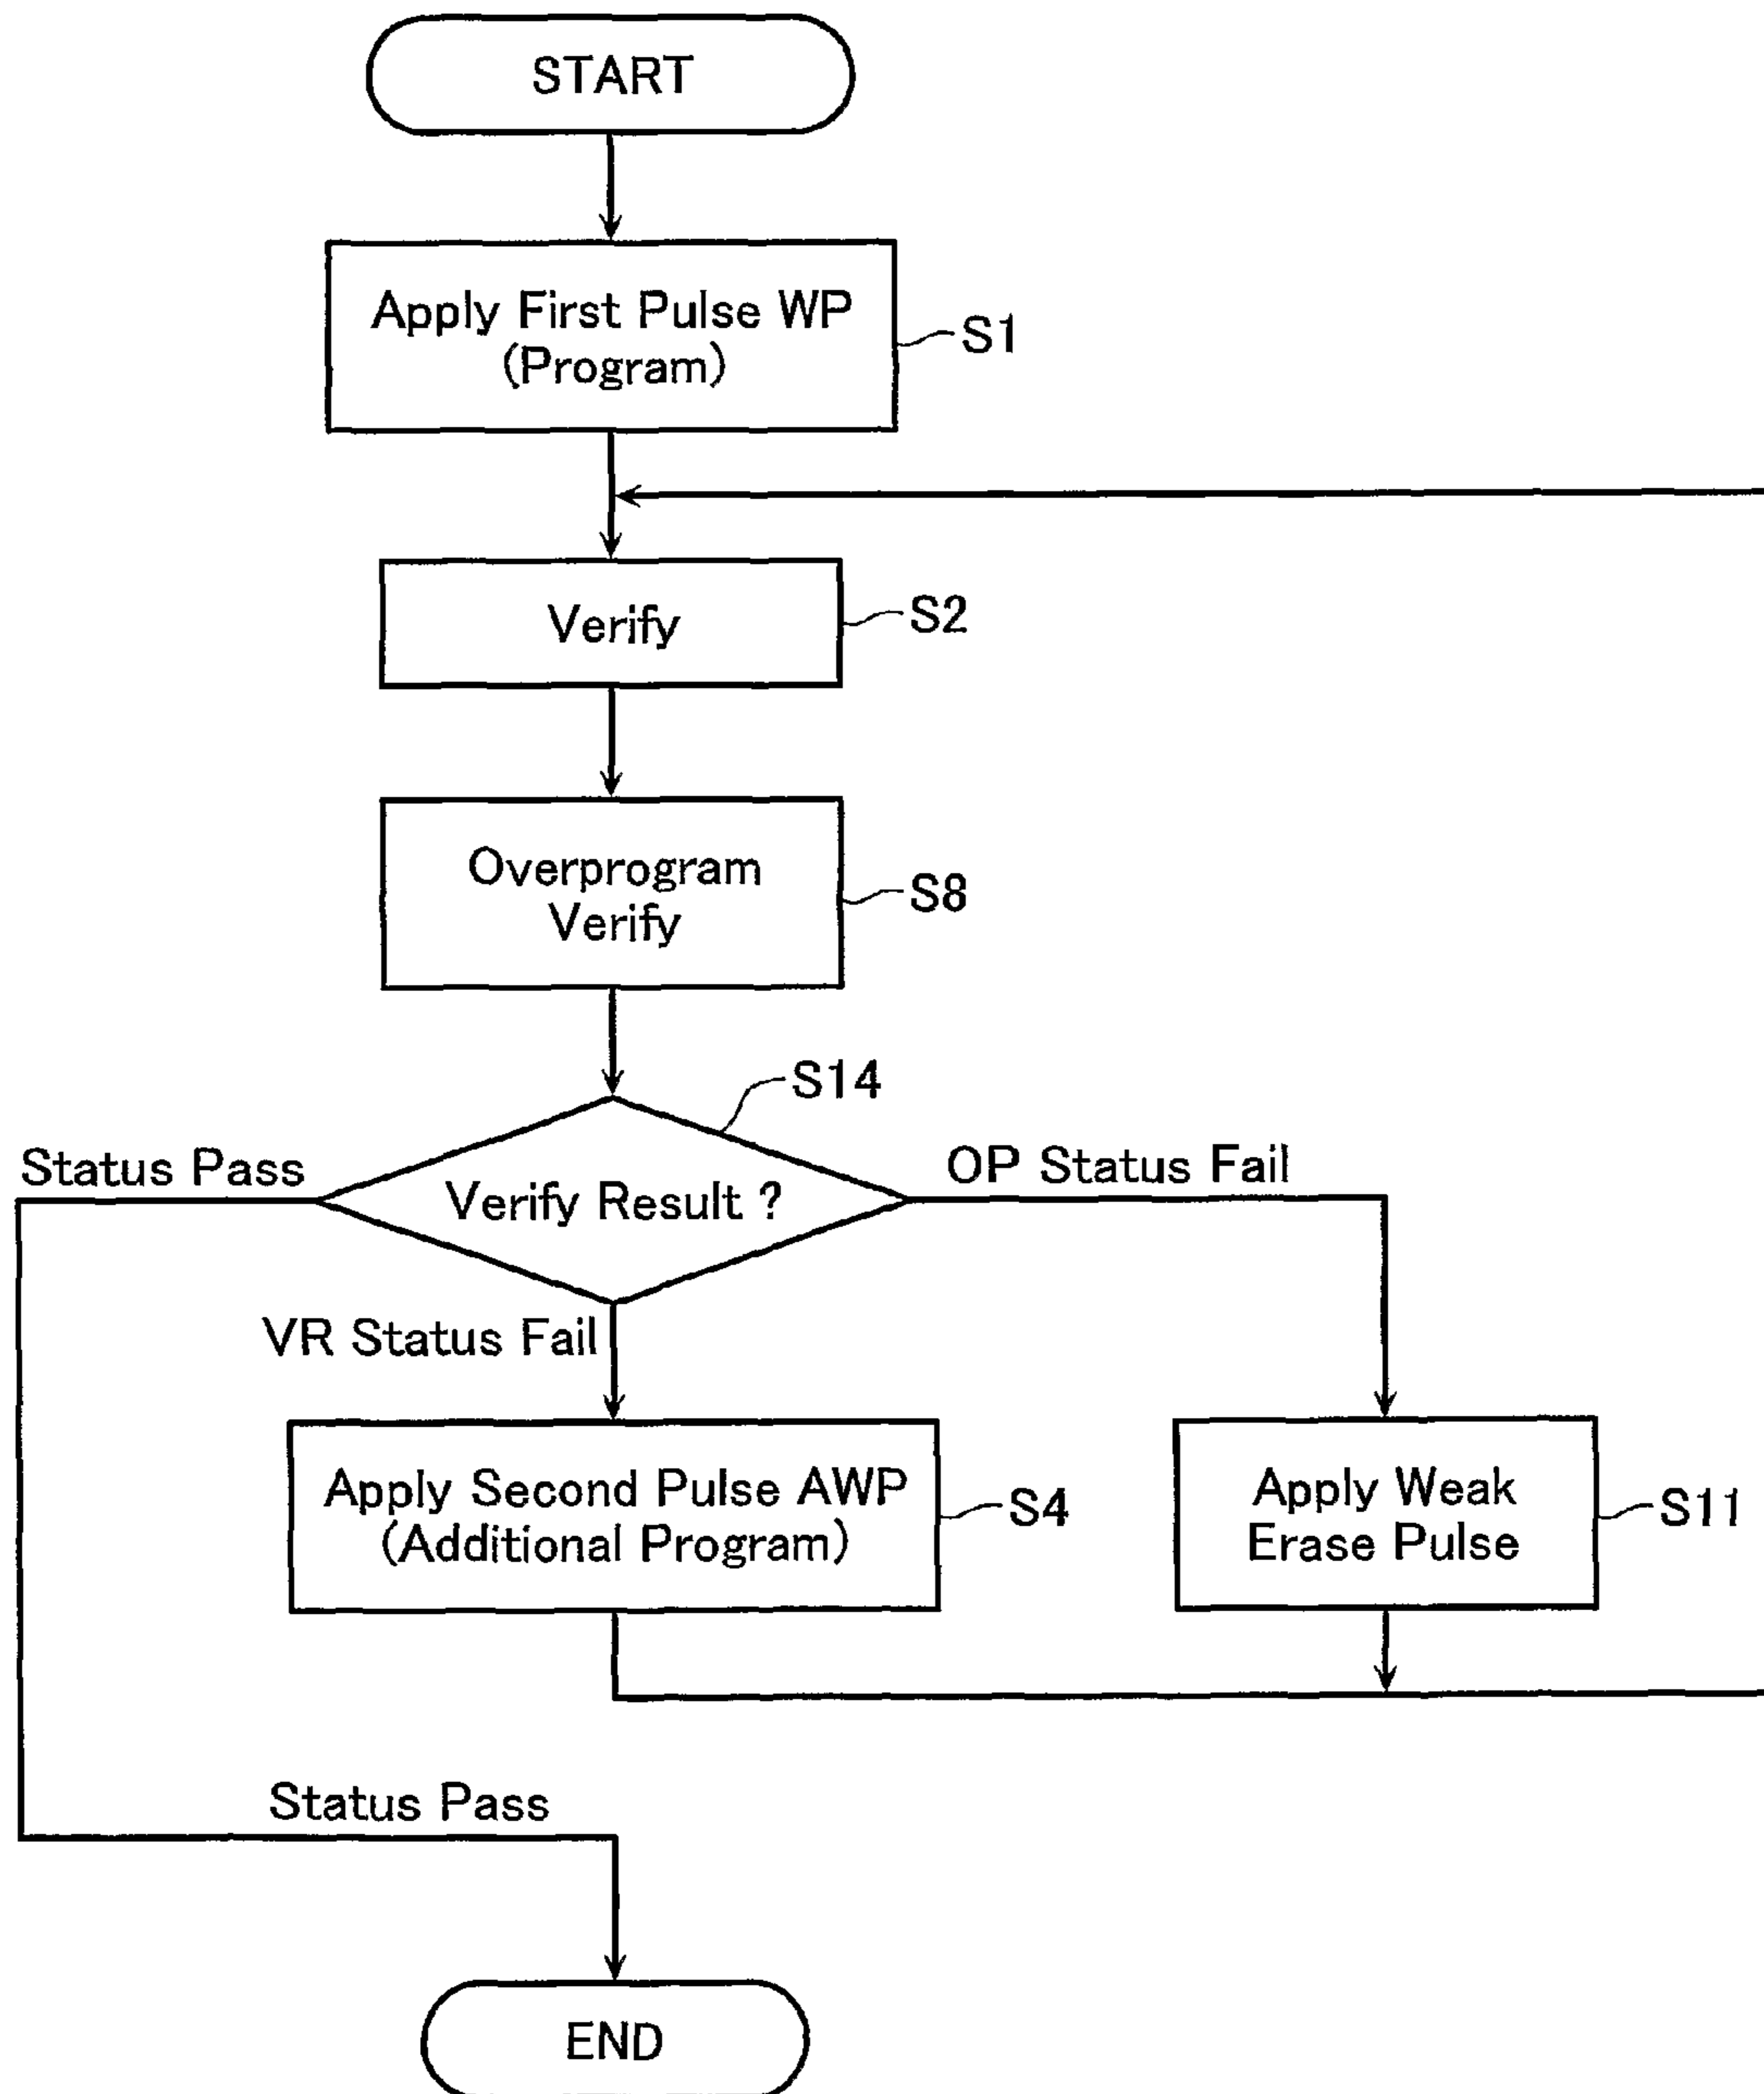 START
Apply First Pulse WP
(Program)
S1
Verify
S2
Overprogram
Verify
S8
S14
Status Pass
Verify Result ?
OP Status Fail
VR Status Fail
Apply Second Pulse AWP
(Additional Program)
S4
Apply Weak
Erase Pulse
S11
Status Pass
END